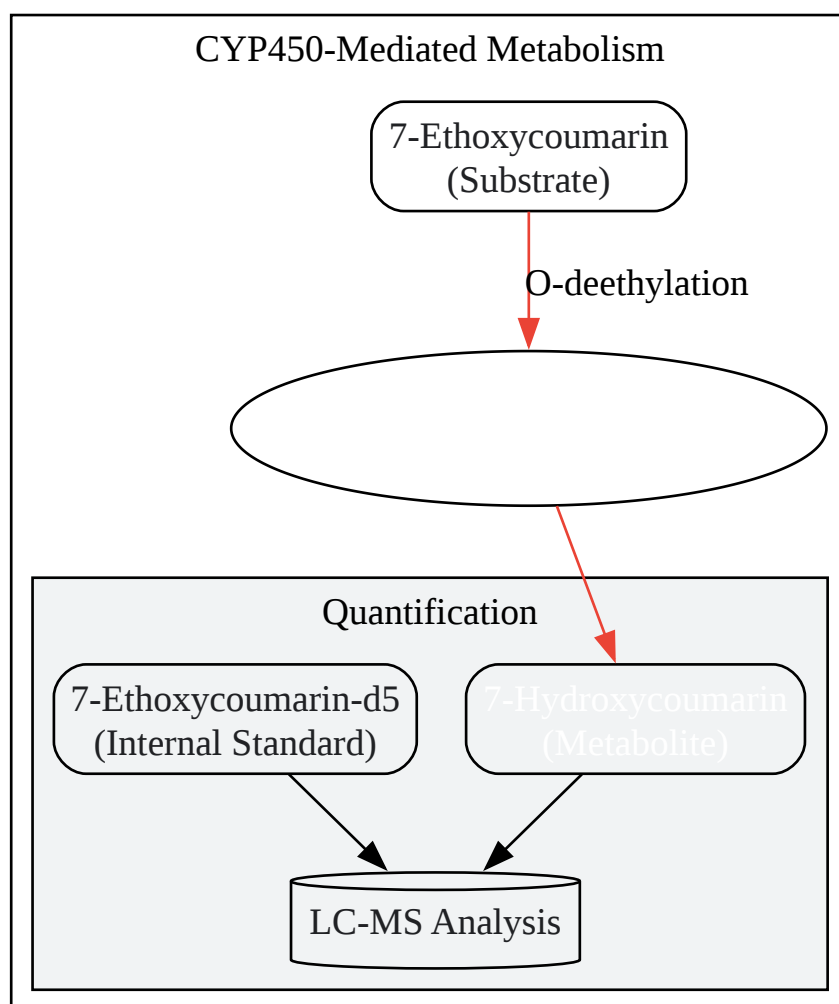 CYP450-Mediated Metabolism
7-Ethoxycoumarin
(Substrate)
O-deethylation
Quantification
7-Ethoxycoumarin-d5
(Internal Standard)
7-Hydroxycoumarin
(Metabolite)
LC-MS Analysis